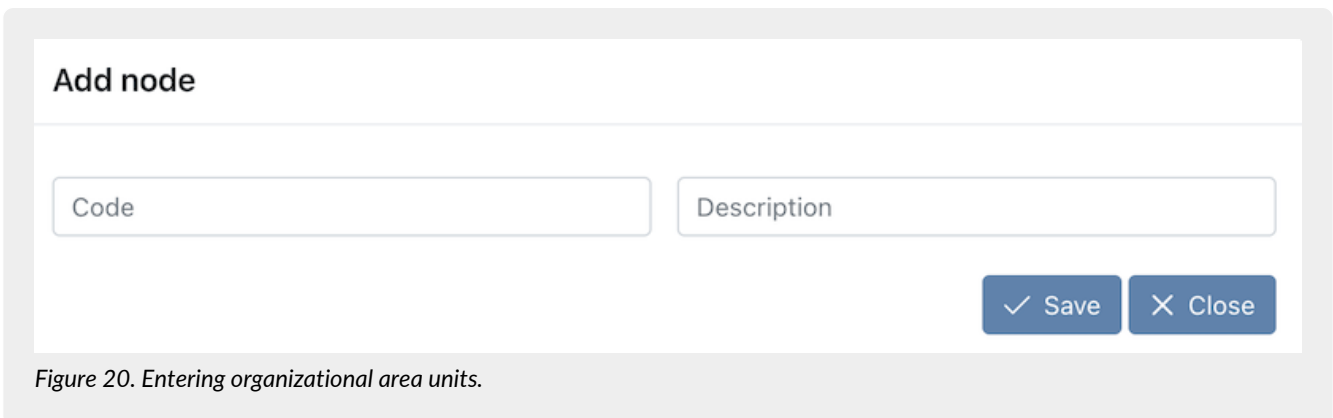 Add node
Code Description
Save Close
Figure 20. Entering organizational area units.